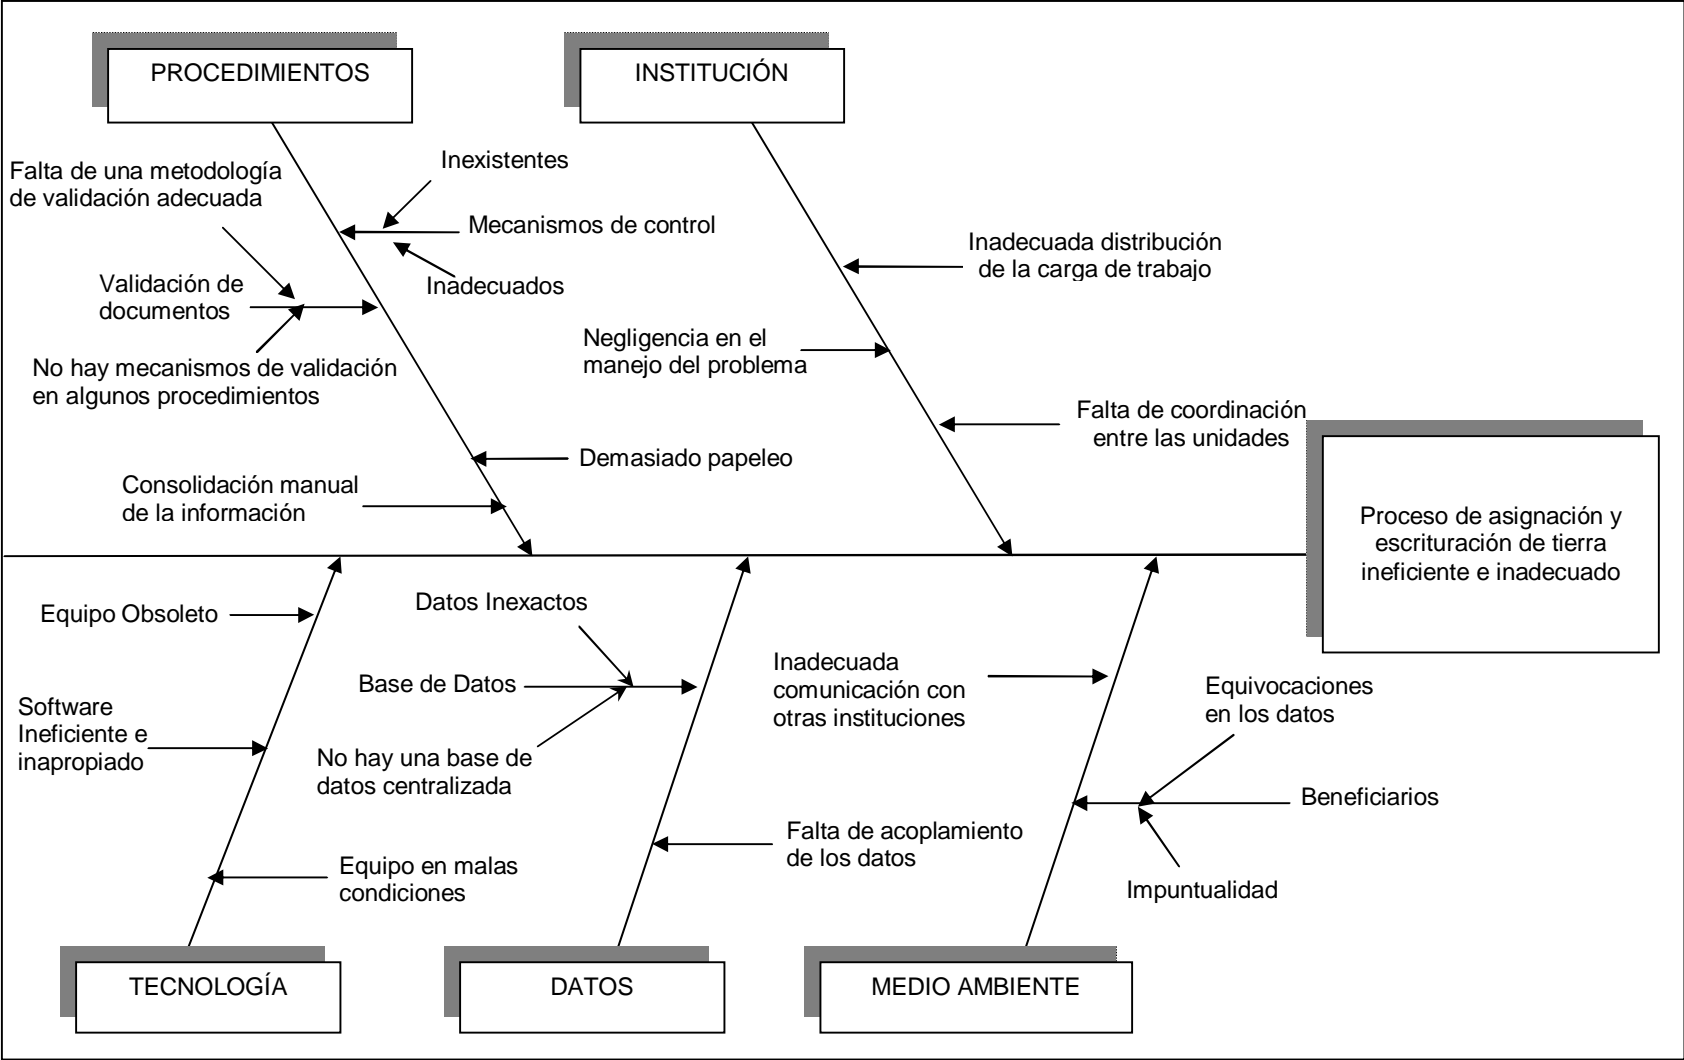 PROCEDIMIENTOS
INSTITUCIÓN
Inexistentes
Falta de una metodología
de validación adecuada
Mecanismos de control
Inadecuados
Validación de
documentos
No hay mecanismos de validación
en algunos procedimientos
Demasiado papeleo
Consolidación manual
de la información
Inadecuada distribución
de la carga de trabajo
Negligencia en el
manejo del problema
Falta de coordinación
entre las unidades
Proceso de asignación y
escrituración de tierra
ineficiente e inadecuado
Equipo Obsoleto
Software
Ineficiente e
inapropiado
Equipo en malas
condiciones
Datos Inexactos
Base de Datos
No hay una base de
datos centralizada
Falta de acoplamiento
de los datos
Inadecuada
comunicación con
otras instituciones
Equivocaciones
en los datos
Beneficiarios
Impuntualidad
TECNOLOGÍA
DATOS
MEDIO AMBIENTE